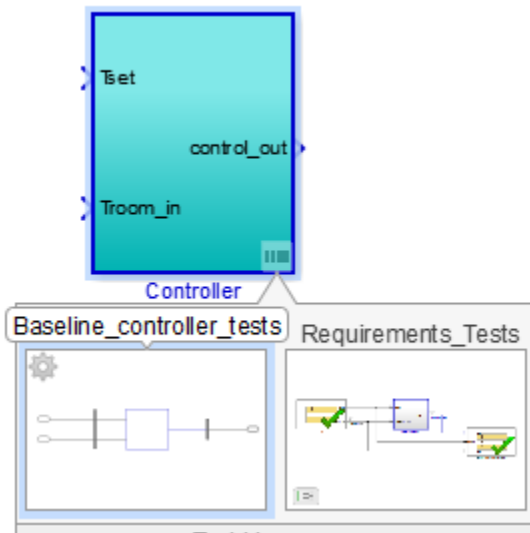 Tset
control_out
Troom_in
Controller
Baseline_controller_tests
Requirements_Tests